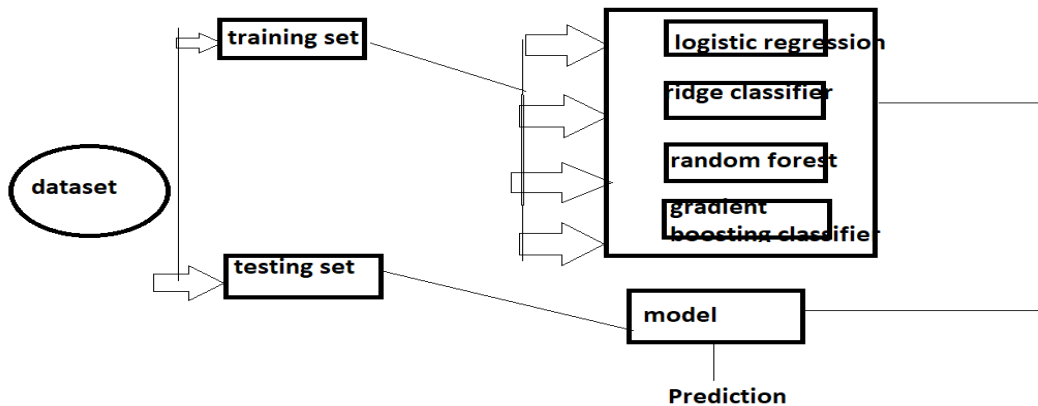 training set
logistic regression
ridge classifier
random forest
gradient
boosting classifier
dataset
testing set
model
Prediction